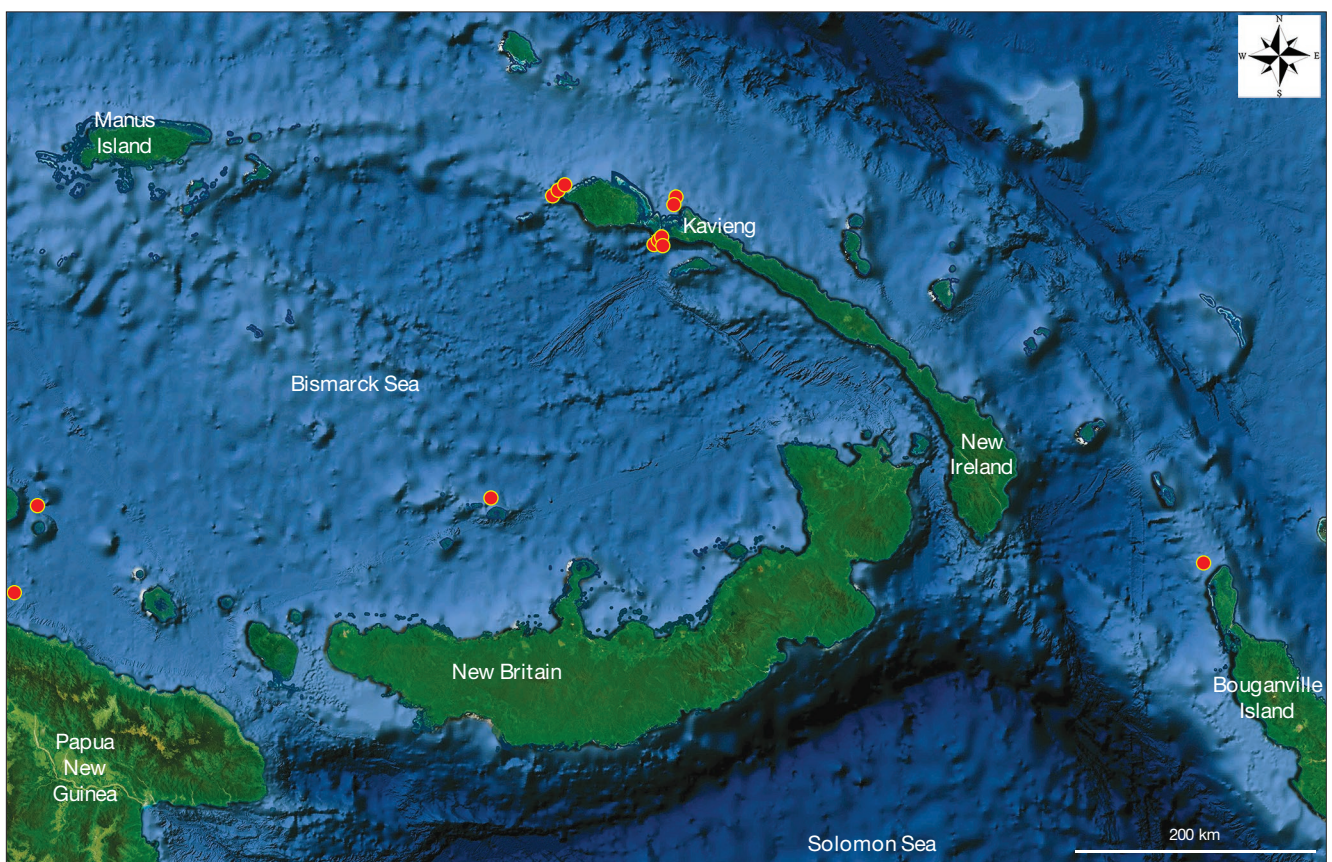 N
W E
S
Manus
Island
Kavieng
Bismarck Sea
New
Ireland
New Britain
Bouganville
Island
Papua
New
Guinea
200 km
Solomon Sea